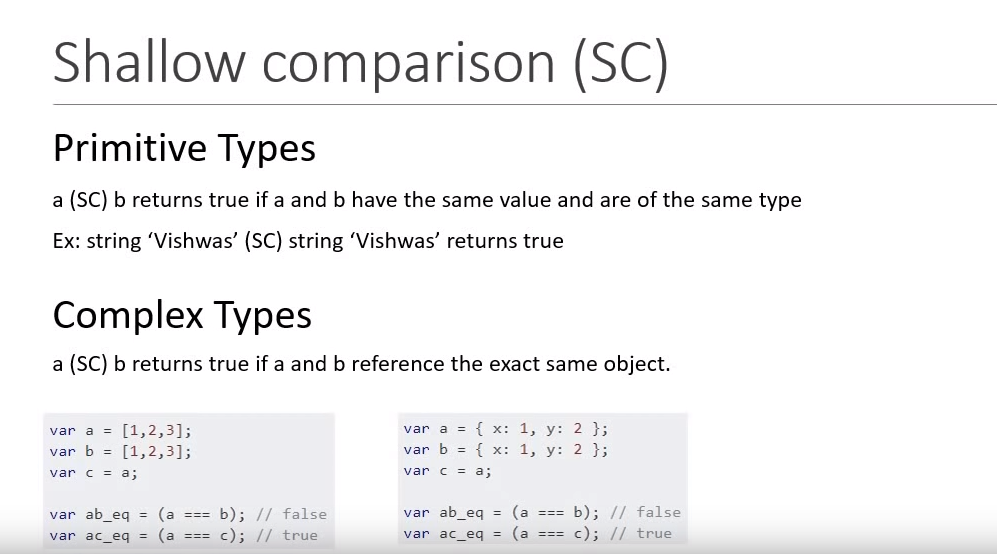 Shallow comparison (SC)
Primitive Types
a (SC) b returns true if a and b have the same value and are of the same type
Ex: string ‘Vishwas’ (SC) string ‘Vishwas’ returns true
Complex Types
a (SC) b returns true if a and b reference the exact same object.
var a = [1,2,3];
var b = [1,2,3];
var c = a;
var ab_eq = (a === b); // false
var ac_eq = (a === c); // true
var a = { x: 1, y: 2 };
var b = { x: 1, y: 2 };
var c = a;
var ab_eq = (a === b); // false
var ac_eq = (a === c); // true